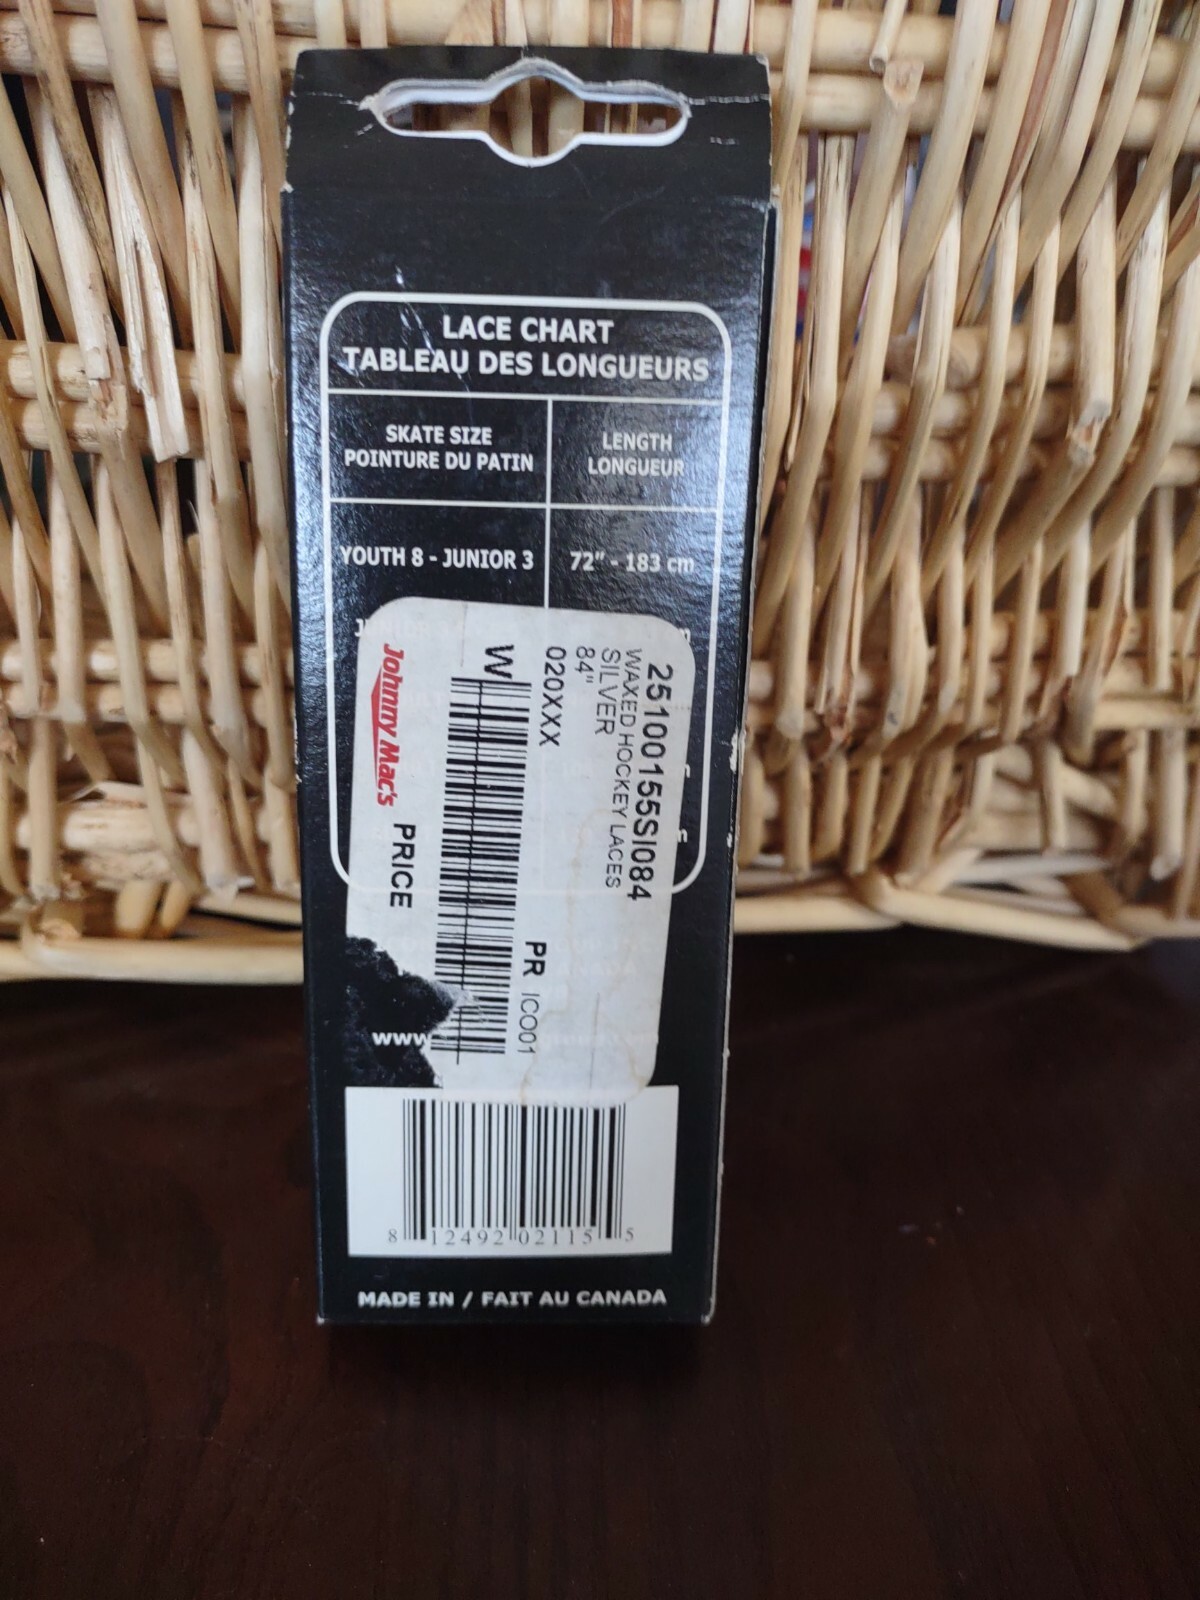 LACE CHART
TABLEAU DES LONGUEURS
SKATE SIZE
POINTURE DU PATIN
LENGTH
LONGUEUR
YOUTH 8 - JUNIOR 3
72" - 183 cm
25100155SI084
WAXED HOCKEY LACES
SILVER
84"
020XXX
PR ICO01
W
Johnny Mac's PRICE
www
8 12492 02115 5
MADE IN / FAIT AU CANADA